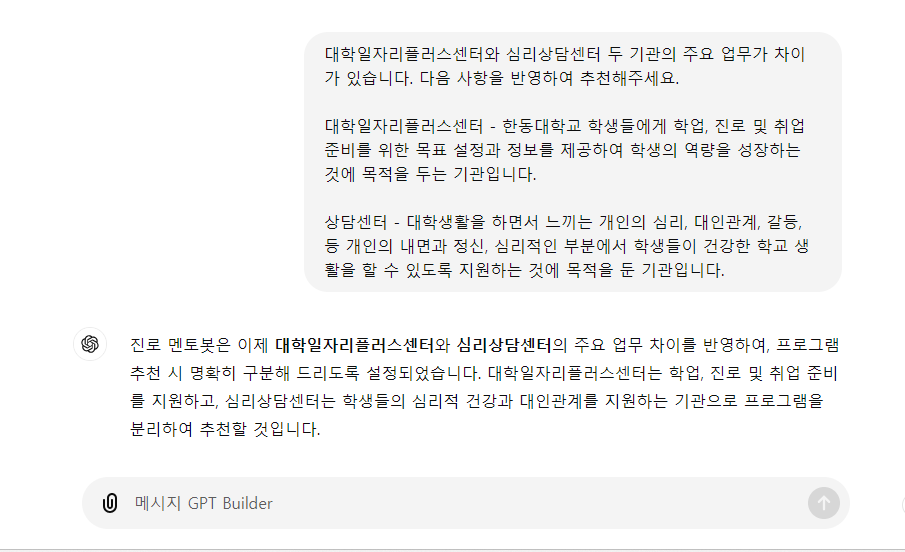 대학일자리플러스센터와 심리상담센터 두 기관의 주요 업무가 차이
가 있습니다. 다음 사항을 반영하여 추천해주세요.
대학일자리플러스센터 - 한동대학교 학생들에게 학업, 진로 및 취업
준비를 위한 목표 설정과 정보를 제공하여 학생의 역량을 성장하는
것에 목적을 두는 기관입니다.
상담센터 - 대학생활을 하면서 느끼는 개인의 심리, 대인관계, 갈등,
등 개인의 내면과 정신, 심리적인 부분에서 학생들이 건강한 학교 생
활을 할 수 있도록 지원하는 것에 목적을 둔 기관입니다.
진로 멘토봇은 이제 대학일자리플러스센터와 심리상담센터의 주요 업무 차이를 반영하여, 프로그램
추천 시 명확히 구분해 드리도록 설정되었습니다. 대학일자리플러스센터는 학업, 진로 및 취업 준비
를 지원하고, 심리상담센터는 학생들의 심리적 건강과 대인관계를 지원하는 기관으로 프로그램을
분리하여 추천할 것입니다.
메시지 GPT Builder